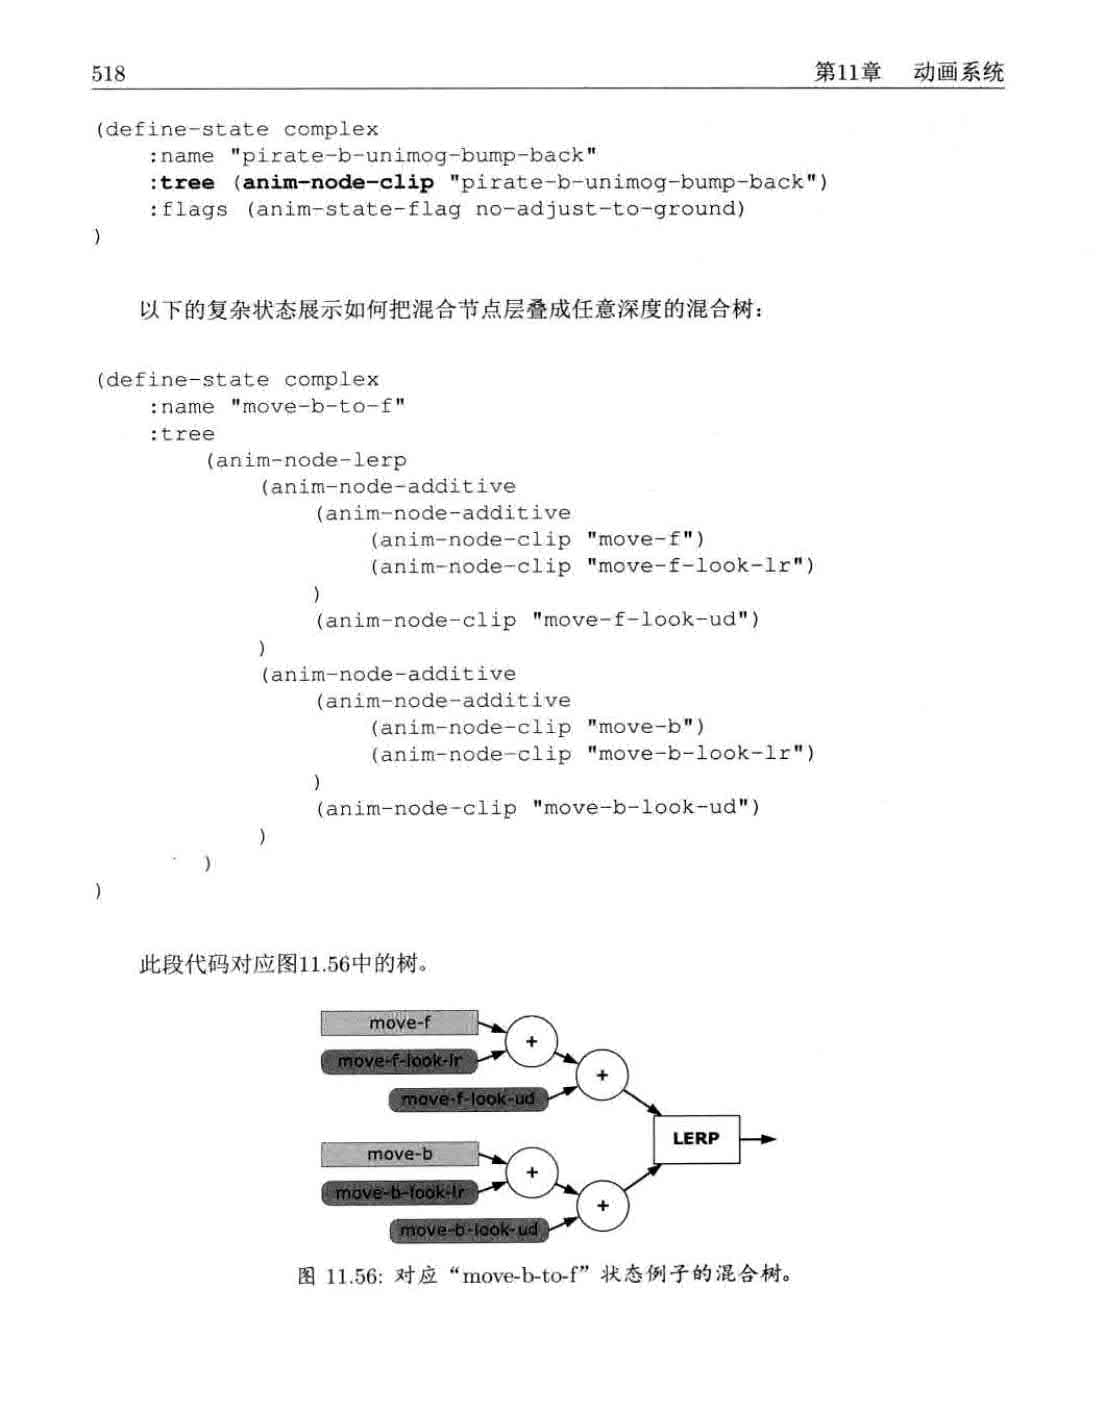 518 第11章 动画系统
(define-state complex
:name "pirate-b-unimog-bump-back"
:tree (anim-node-clip "pirate-b-unimog-bump-back")
:flags (anim-state-flag no-adjust-to-ground)
)
以下的复杂状态展示如何把混合节点层叠成任意深度的混合树：
(define-state complex
:name "move-b-to-f"
:tree
(anim-node-lerp
(anim-node-additive
(anim-node-additive
(anim-node-clip "move-f")
(anim-node-clip "move-f-look-lr")
)
(anim-node-clip "move-f-look-ud")
)
(anim-node-additive
(anim-node-additive
(anim-node-clip "move-b")
(anim-node-clip "move-b-look-lr")
)
(anim-node-clip "move-b-look-ud")
)
)
)
此段代码对应图11.56中的树。
move-f
+
move-f-look-lr
+
move-f-look-ud
LERP
move-b
+
move-b-look-lr
+
move-b-look-ud
图 11.56: 对应“move-b-to-f”状态例子的混合树。